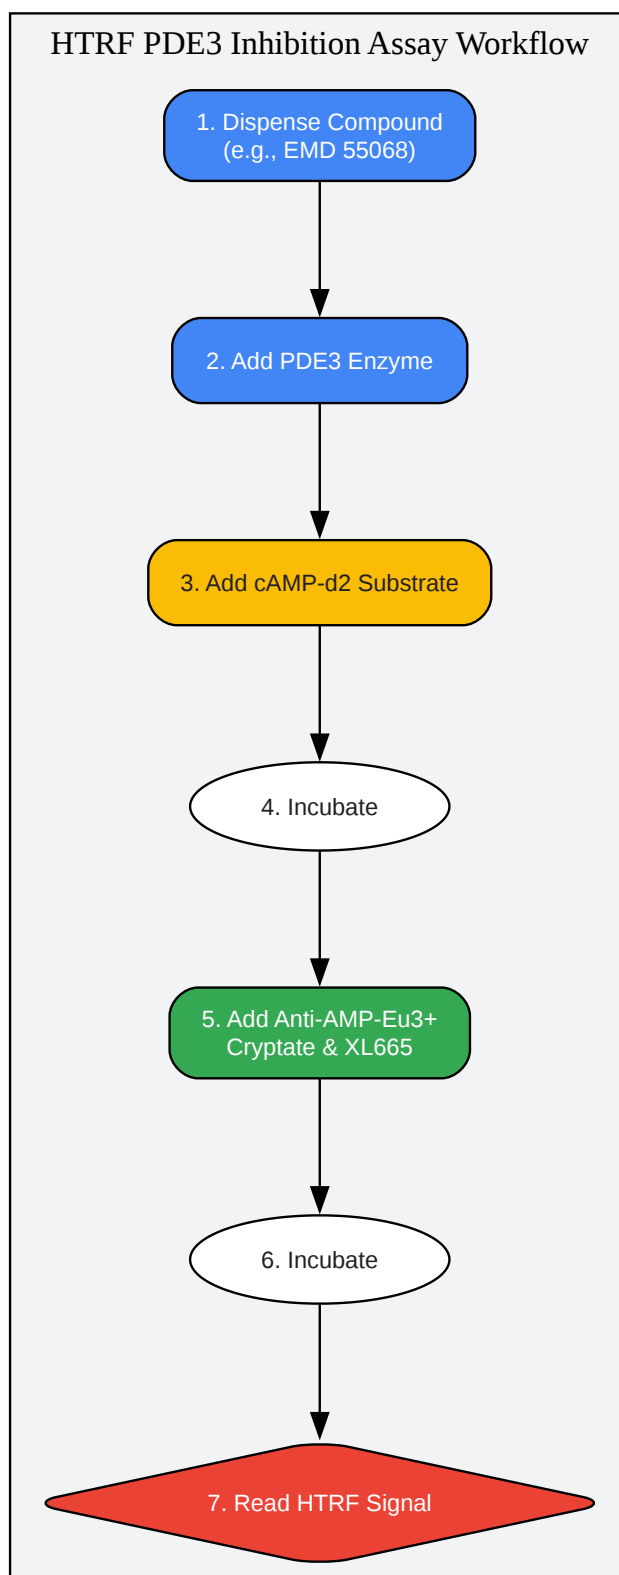 HTRF PDE3 Inhibition Assay Workflow
1. Dispense Compound
(e.g., EMD 55068)
2. Add PDE3 Enzyme
3. Add cAMP-d2 Substrate
4. Incubate
5. Add Anti-AMP-Eu3+
Cryptate & XL665
6. Incubate
7. Read HTRF Signal